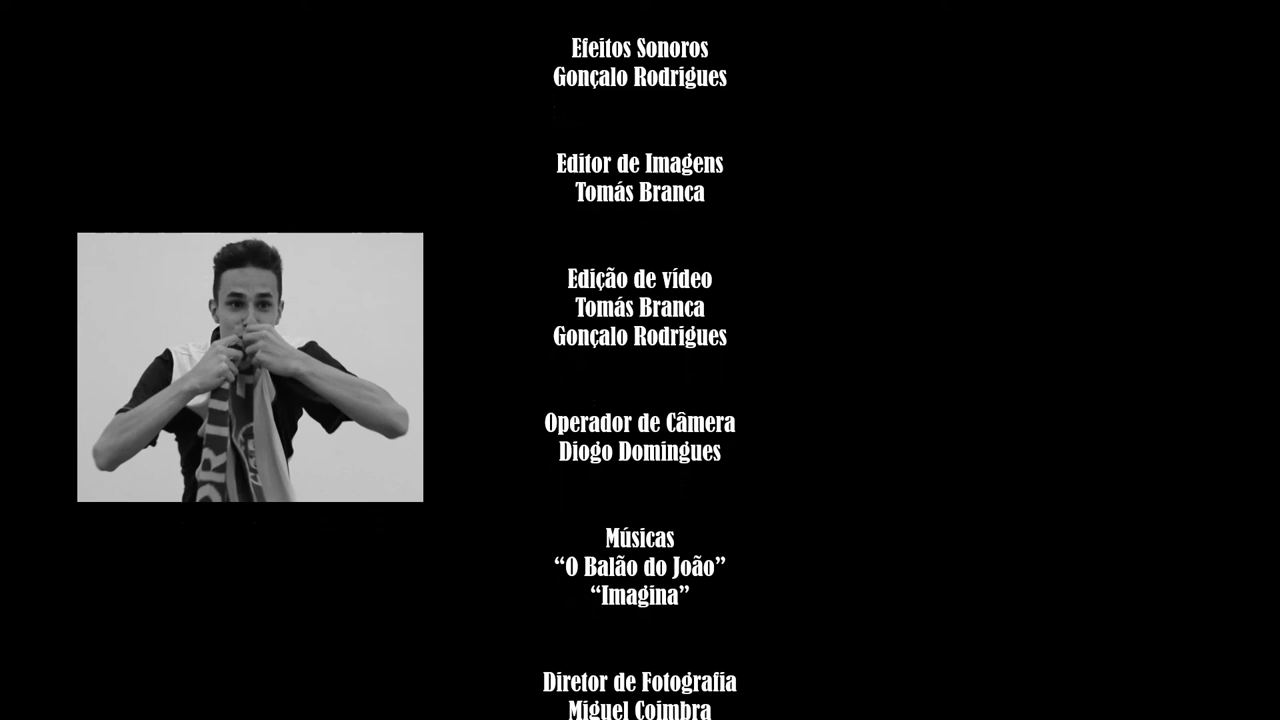 Efeitos Sonoros
Gonçalo Rodrigues
Editor de Imagens
Tomás Branca
Edição de vídeo
Tomás Branca
Gonçalo Rodrigues
Operador de Câmera
Diogo Domingues
Músicas
“O Balão do João”
“Imagina”
Diretor de Fotografia
Miguel Coimbra